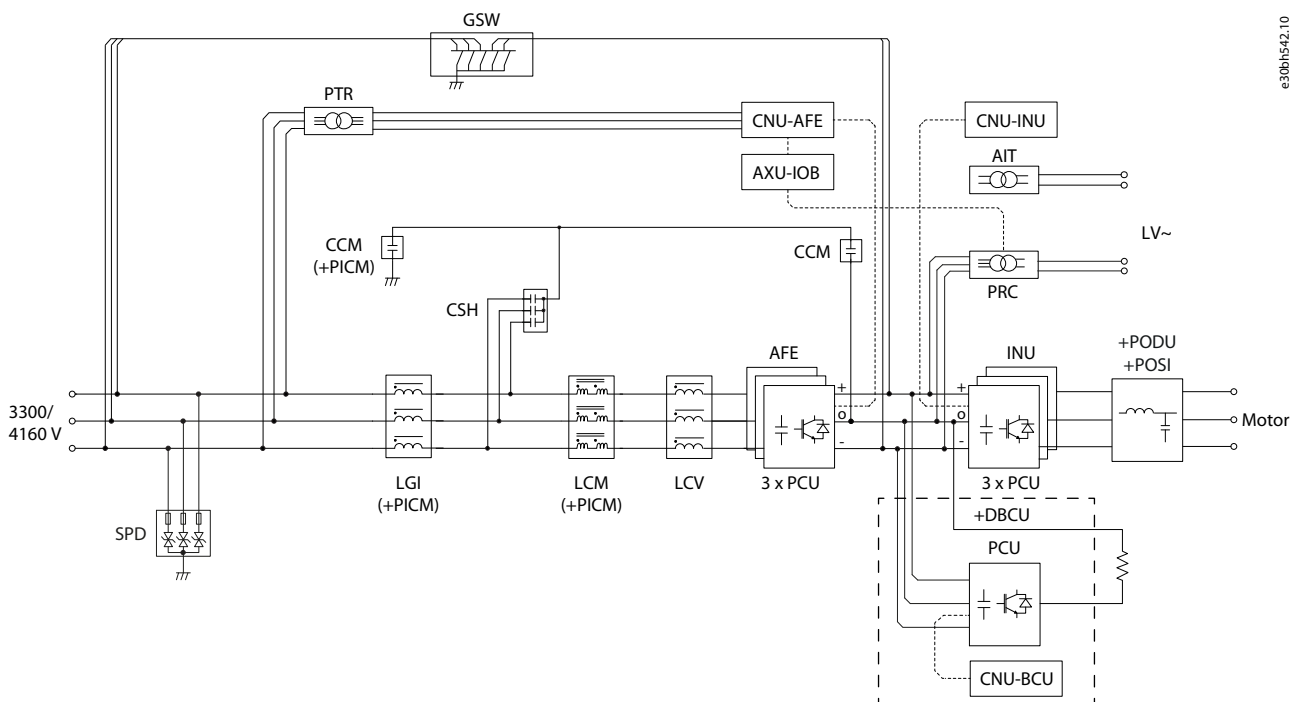 GSW
e30bh542.10
PTR
CNU-AFE
CNU-INU
AXU-IOB
AIT
LV~
CCM
(+PICM)
CCM
PRC
CSH
AFE
INU
+PODU
+POSI
+
o
-
+
o
-
3300/
4160 V
Motor
LGI
(+PICM)
LCM
(+PICM)
LCV
3 x PCU
3 x PCU
SPD
+DBCU
PCU
CNU-BCU